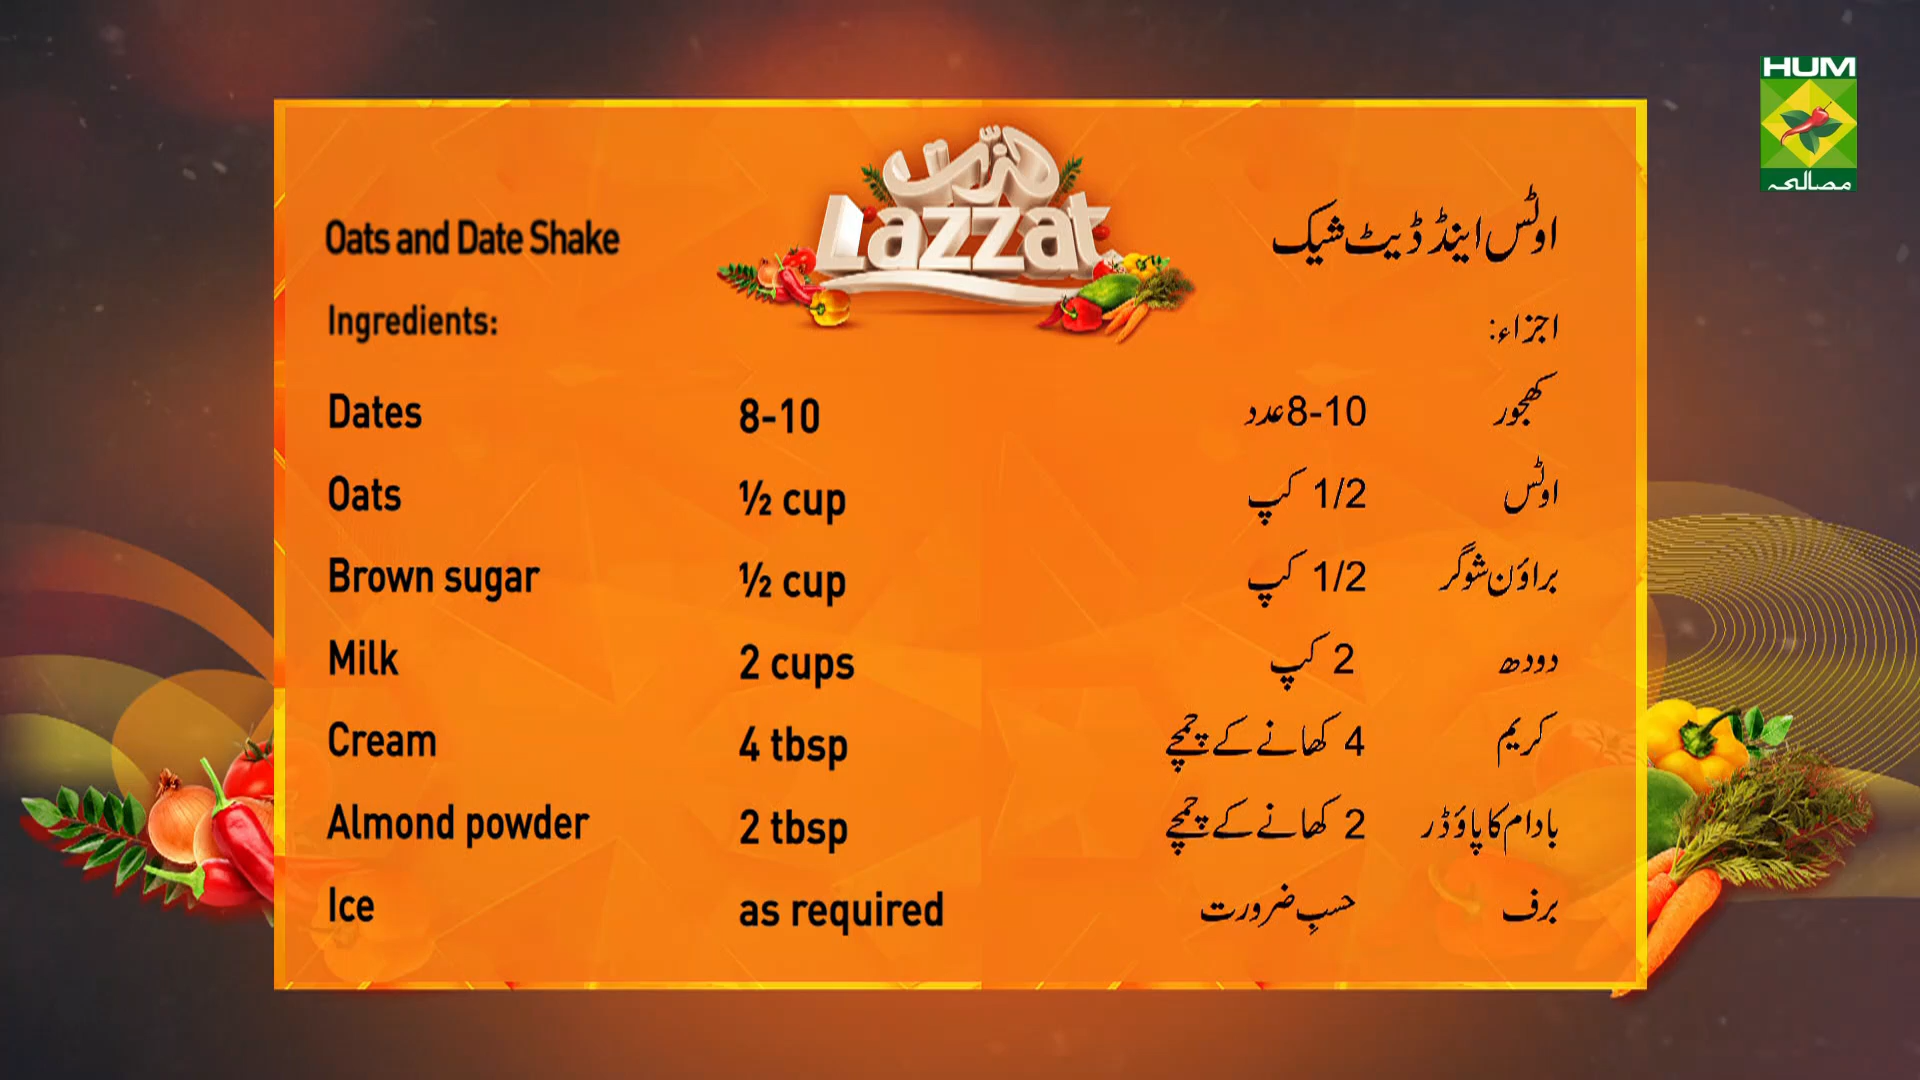 HUM
مصالحہ
لذّت
Lazzat
Oats and Date Shake اوٹس اینڈ ڈیٹ شیک
Ingredients: اجزاء:
Dates 8-10 کھجور 8-10 عدد
Oats ½ cup اوٹس 1/2 کپ
Brown sugar ½ cup براؤن شوگر 1/2 کپ
Milk 2 cups دودھ 2 کپ
Cream 4 tbsp کریم 4 کھانے کے چمچے
Almond powder 2 tbsp بادام کا پاؤڈر 2 کھانے کے چمچے
Ice as required برف حسبِ ضرورت